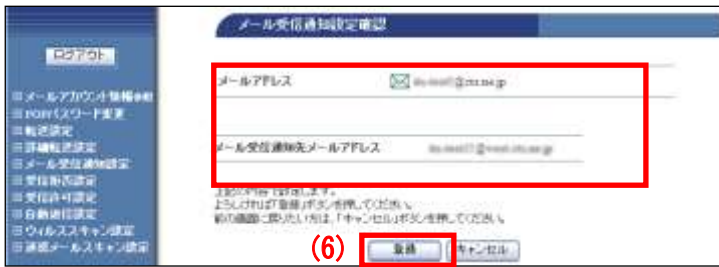 メール受信通知設定確認
ログアウト
メールアドレス
メール受信通知先メールアドレス
メールアカウント情報参照
POPパスワード変更
転送設定
詳細転送設定
メール受信通知設定
受信拒否設定
受信許可設定
自動返信設定
ウイルススキャン設定
迷惑メールスキャン設定
上記の内容で設定します。
よろしければ「登録」ボタンを押してください。
前の画面に戻りたい方は、「キャンセル」ボタンを押してください。
(6)
登録
キャンセル